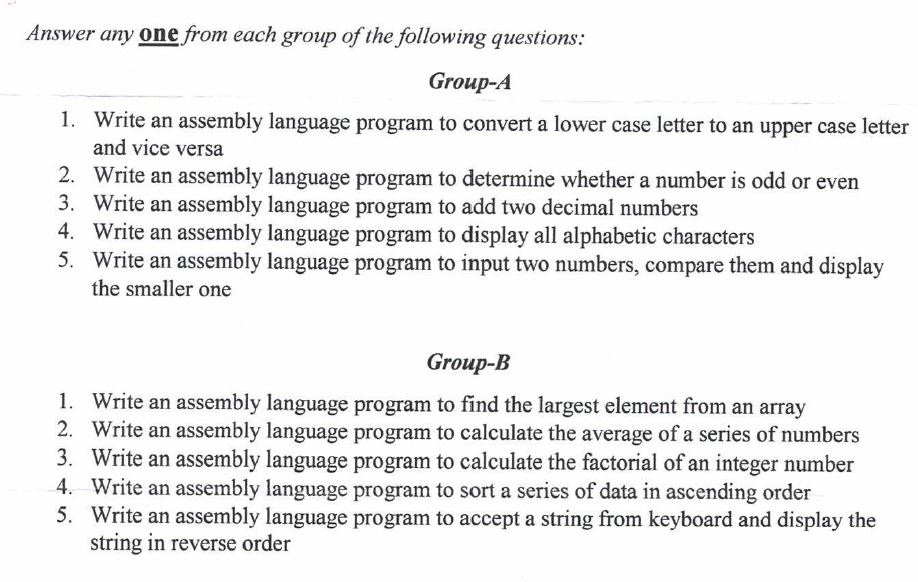 Answer any one from each group of the following questions:
Group-A
1. Write an assembly language program to convert a lower case letter to an upper case letter
and vice versa
2. Write an assembly language program to determine whether a number is odd or even
3. Write an assembly language program to add two decimal numbers
4. Write an assembly language program to display all alphabetic characters
5. Write an assembly language program to input two numbers, compare them and display
the smaller one
Group-B
1. Write an assembly language program to find the largest element from an array
2. Write an assembly language program to calculate the average of a series of numbers
3. Write an assembly language program to calculate the factorial of an integer number
4. Write an assembly language program to sort a series of data in ascending order
5. Write an assembly language program to accept a string from keyboard and display the
string in reverse order